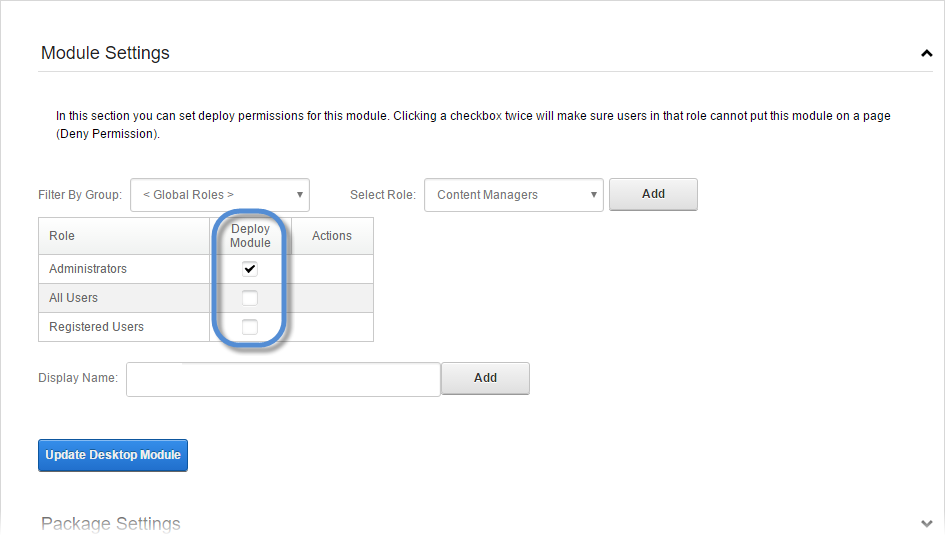 Module Settings
In this section you can set deploy permissions for this module. Clicking a checkbox twice will make sure users in that role cannot put this module on a page
(Deny Permission).
Filter By Group: < Global Roles > Select Role: Content Managers Add
Role Deploy Module Actions
Administrators
All Users
Registered Users
Display Name: Add
Update Desktop Module
Package Settings